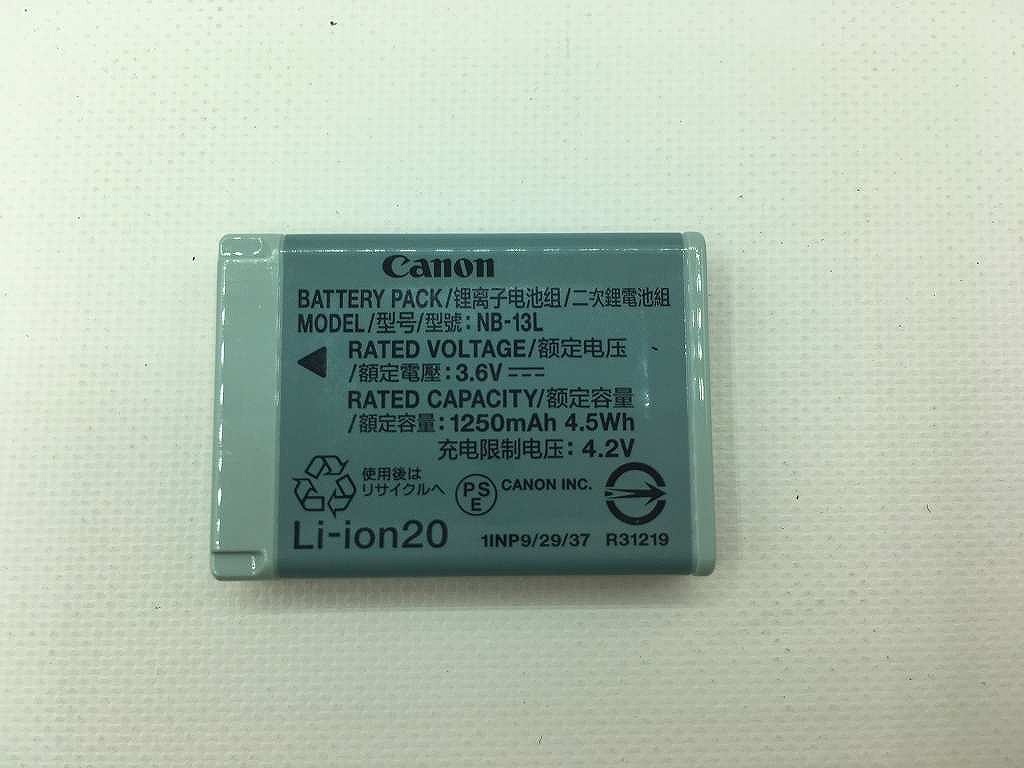 Canon
BATTERY PACK/锂离子电池组/二次鋰電池組
MODEL/型号/型號: NB-13L
RATED VOLTAGE/额定电压
/額定電壓: 3.6V ⎓
RATED CAPACITY/额定容量
/額定容量: 1250mAh 4.5Wh
充电限制电压: 4.2V
使用後は
リサイクルへ
PS
E
CANON INC.
Li-ion20
1INP9/29/37 R31219